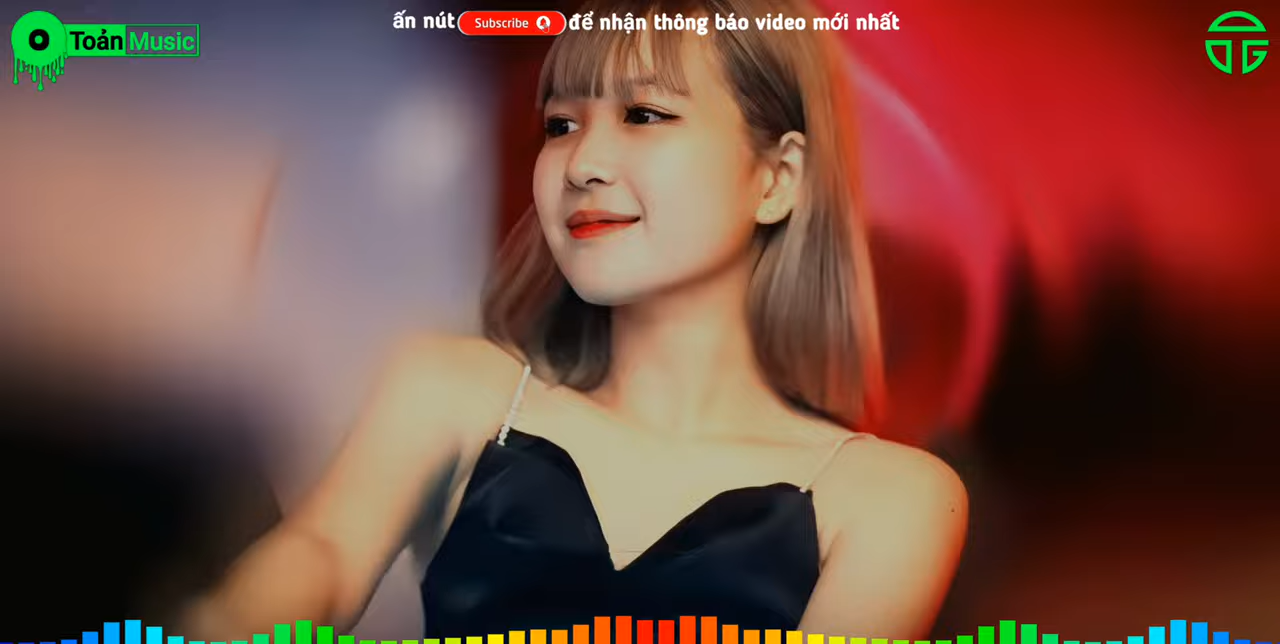 ấn nút Subscribe để nhận thông báo video mới nhất
Toản Music